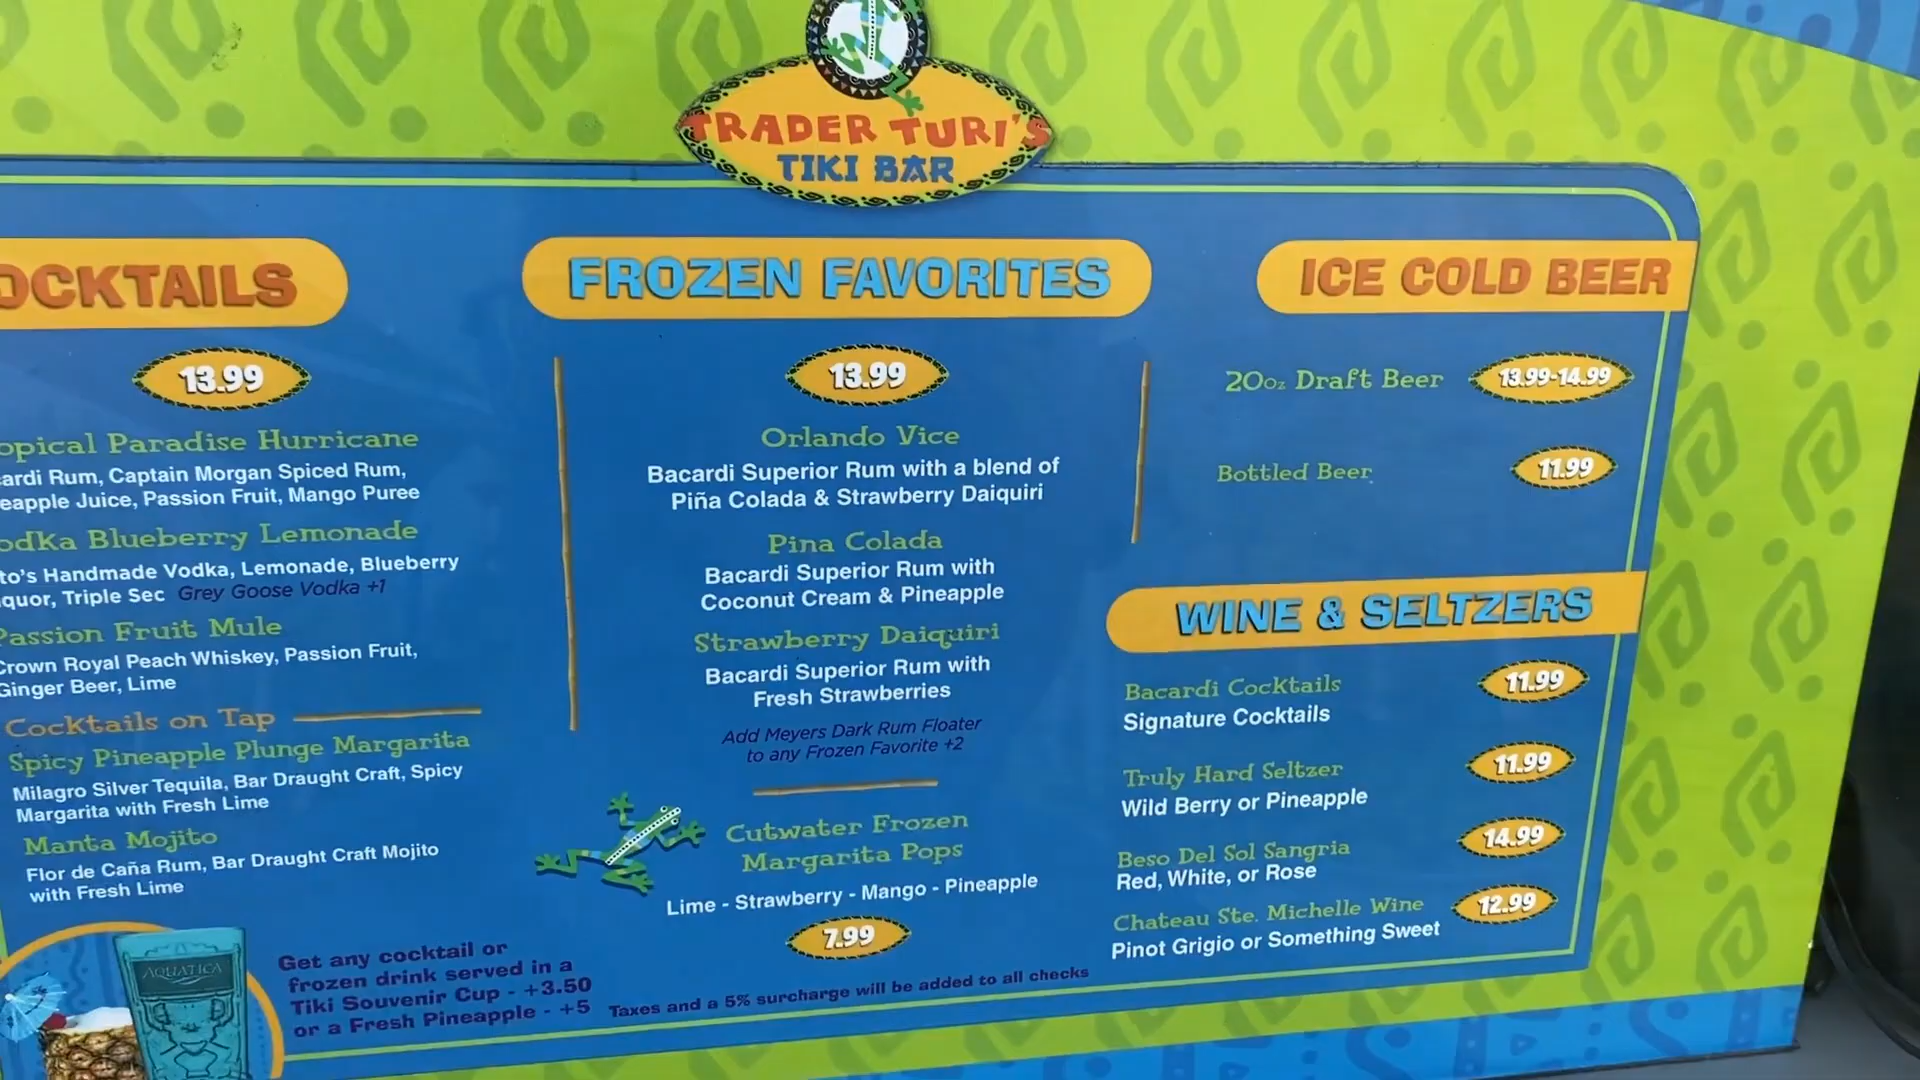 TRADER TURI'S
TIKI BAR
OCKTAILS
13.99
opical Paradise Hurricane
ardi Rum, Captain Morgan Spiced Rum,
eapple Juice, Passion Fruit, Mango Puree
odka Blueberry Lemonade
to's Handmade Vodka, Lemonade, Blueberry
quor, Triple Sec Grey Goose Vodka +1
Passion Fruit Mule
Crown Royal Peach Whiskey, Passion Fruit,
Ginger Beer, Lime
Cocktails on Tap
Spicy Pineapple Plunge Margarita
Milagro Silver Tequila, Bar Draught Craft, Spicy
Margarita with Fresh Lime
Manta Mojito
Flor de Caña Rum, Bar Draught Craft Mojito
with Fresh Lime
AQUATICA
Get any cocktail or
frozen drink served in a
Tiki Souvenir Cup - +3.50
or a Fresh Pineapple - +5
FROZEN FAVORITES
13.99
Orlando Vice
Bacardi Superior Rum with a blend of
Piña Colada & Strawberry Daiquiri
Pina Colada
Bacardi Superior Rum with
Coconut Cream & Pineapple
Strawberry Daiquiri
Bacardi Superior Rum with
Fresh Strawberries
Add Meyers Dark Rum Floater
to any Frozen Favorite +2
Cutwater Frozen
Margarita Pops
Lime - Strawberry - Mango - Pineapple
7.99
Taxes and a 5% surcharge will be added to all checks
ICE COLD BEER
20oz Draft Beer 13.99-14.99
Bottled Beer 11.99
WINE & SELTZERS
Bacardi Cocktails 11.99
Signature Cocktails
Truly Hard Seltzer 11.99
Wild Berry or Pineapple
Beso Del Sol Sangria 14.99
Red, White, or Rose
Chateau Ste. Michelle Wine 12.99
Pinot Grigio or Something Sweet